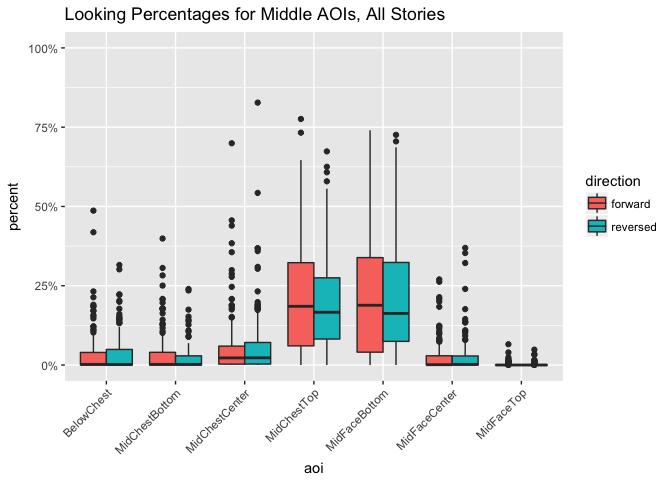 Looking Percentages for Middle AOIs, All Stories
100%
75%
50%
25%
0%
percent
BelowChest
MidChestBottom
MidChestCenter
MidChestTop
MidFaceBottom
MidFaceCenter
MidFaceTop
aoi
direction
forward
reversed